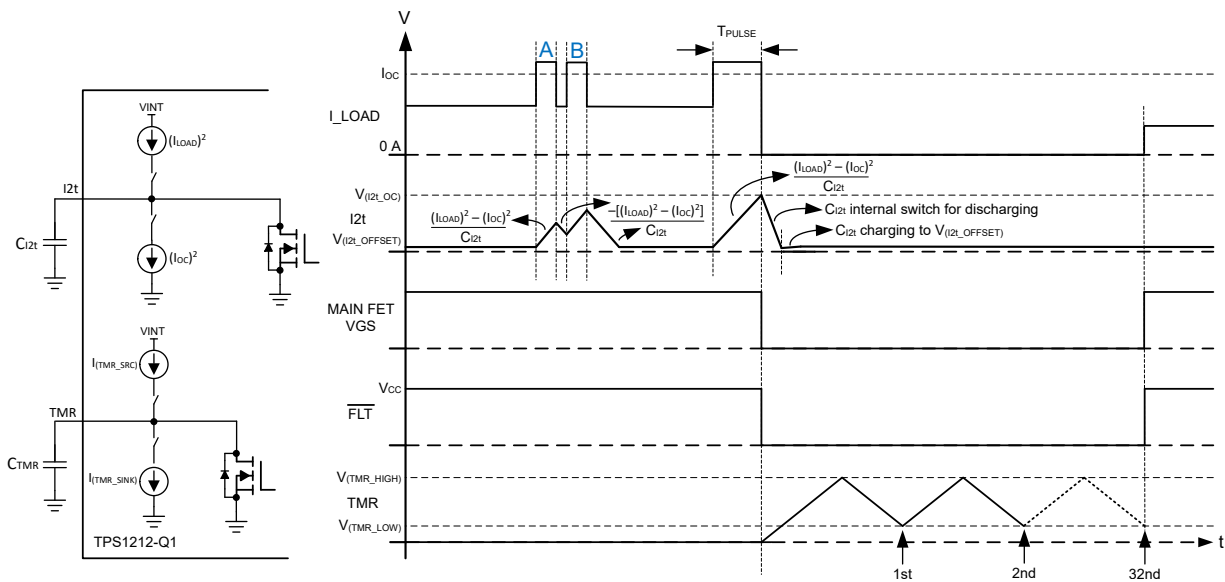 VINT
(ILOAD)²
I2t
CI2t
(IOC)²
VINT
I(TMR_SRC)
TMR
CTMR
I(TMR_SINK)
TPS1212-Q1
V
A
B
TPULSE
IOC
I_LOAD
0 A
V(I2t_OC)
I2t
V(I2t_OFFSET)
(ILOAD)² – (IOC)²
CI2t
–[(ILOAD)² – (IOC)²]
CI2t
(ILOAD)² – (IOC)²
CI2t
CI2t internal switch for discharging
CI2t charging to V(I2t_OFFSET)
MAIN FET
VGS
VCC
FLT
V(TMR_HIGH)
TMR
V(TMR_LOW)
t
1st
2nd
32nd